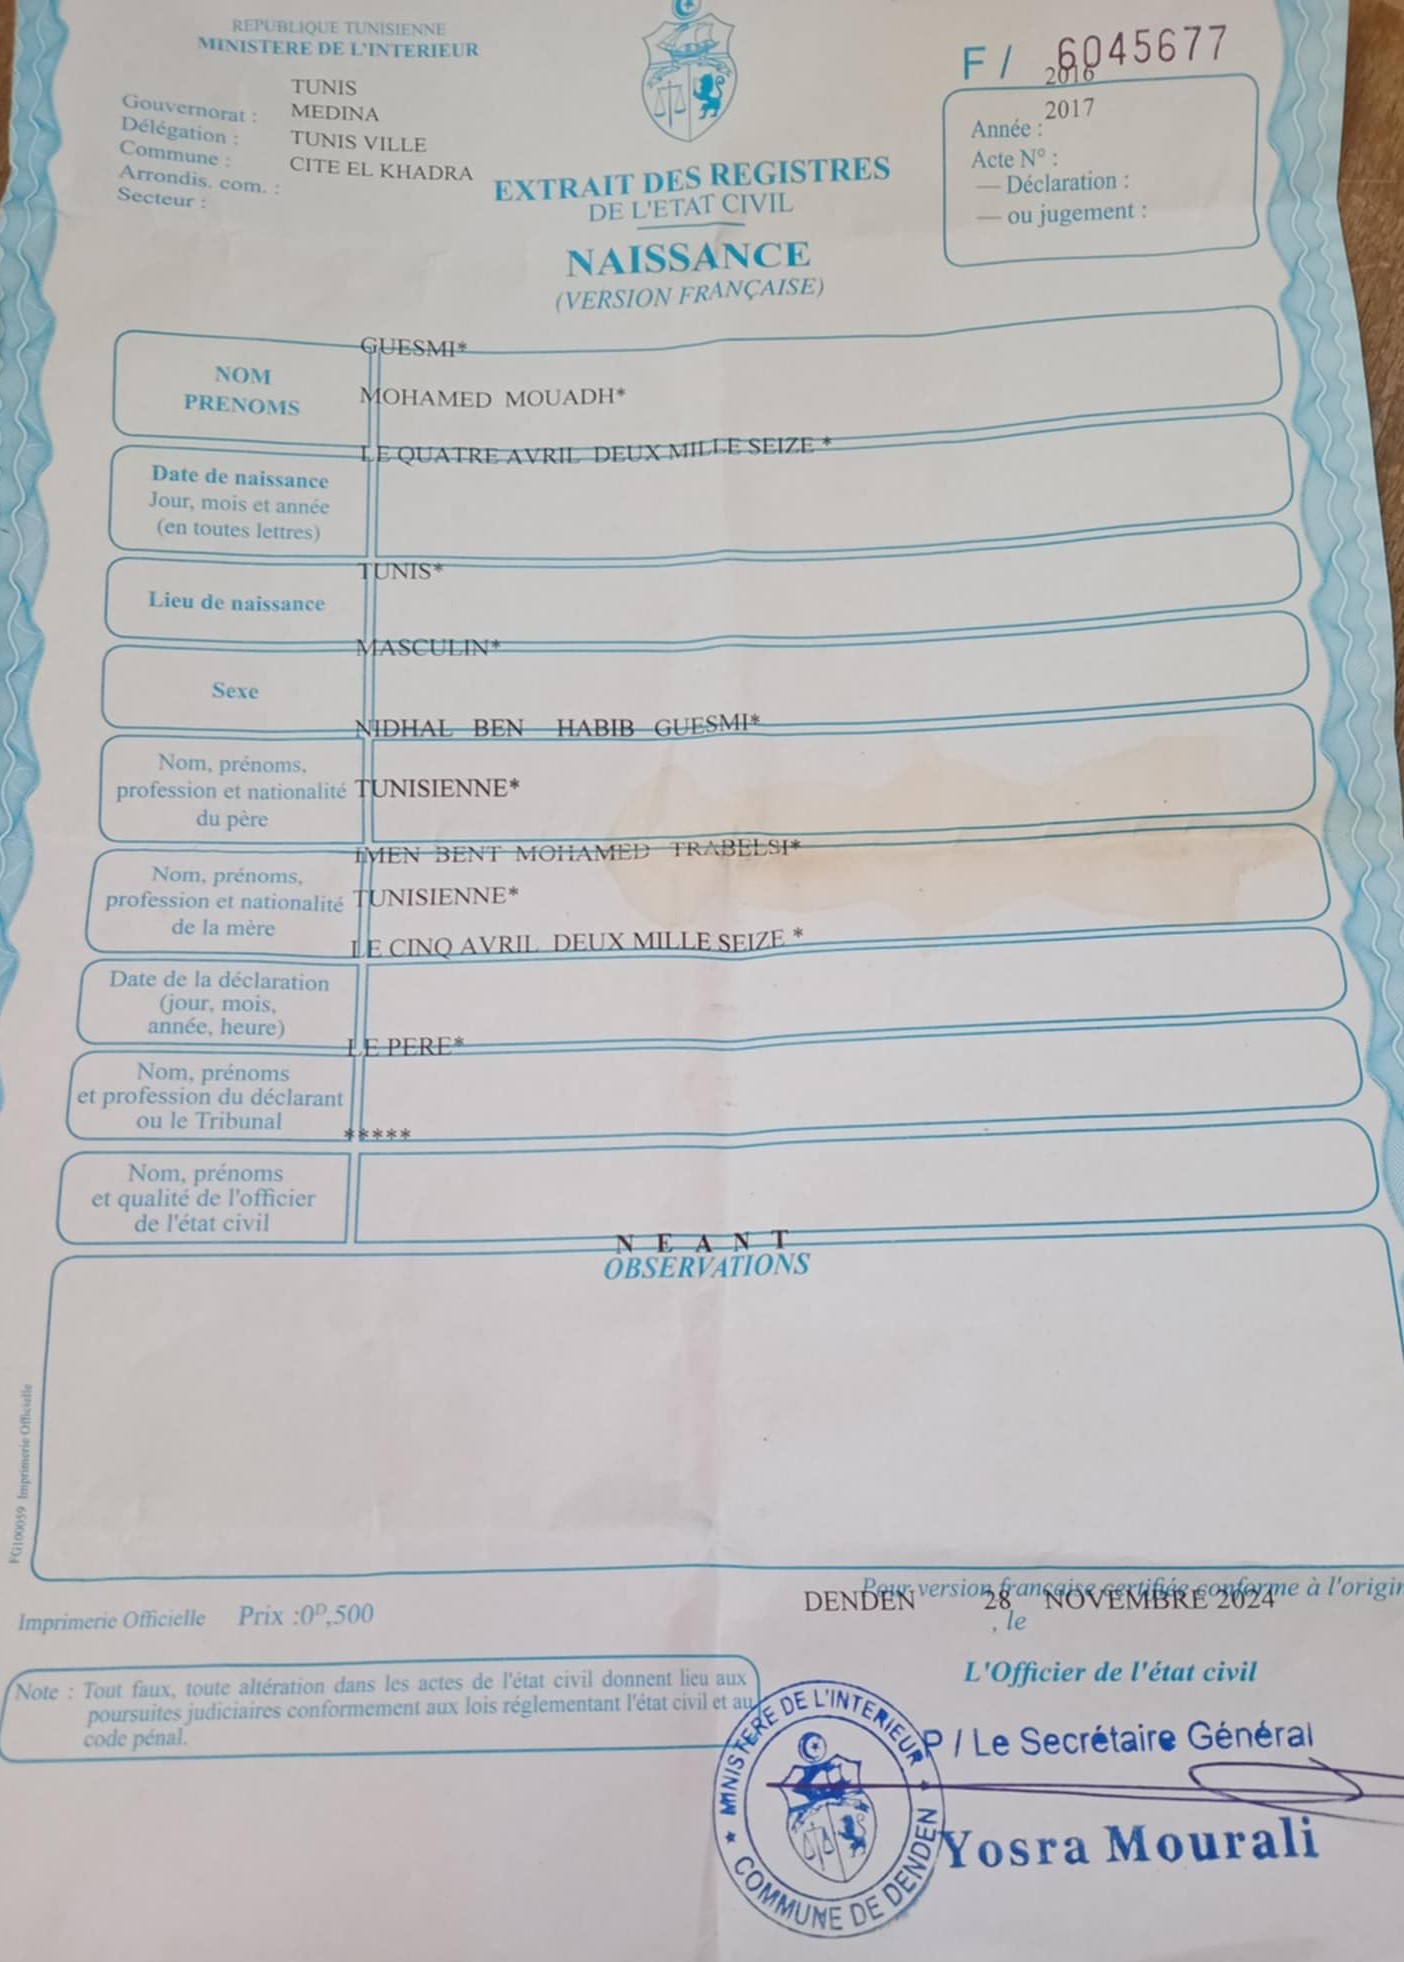 REPUBLIQUE TUNISIENNE
MINISTERE DE L'INTERIEUR
F / 6045677
TUNIS
Gouvernorat :
MEDINA
Délégation :
TUNIS VILLE
Commune :
CITE EL KHADRA
Arrondis. com. :
Secteur :
2016
2017
Année :
Acte N° :
— Déclaration :
— ou jugement :
EXTRAIT DES REGISTRES
DE L'ETAT CIVIL
NAISSANCE
(VERSION FRANÇAISE)
GUESMI*
NOM
PRENOMS
MOHAMED MOUADH*
LE QUATRE AVRIL DEUX MILLE SEIZE *
Date de naissance
Jour, mois et année
(en toutes lettres)
TUNIS*
Lieu de naissance
MASCULIN*
Sexe
NIDHAL BEN HABIB GUESMI*
Nom, prénoms,
profession et nationalité
du père
TUNISIENNE*
IMEN BENT MOHAMED TRABELSI*
Nom, prénoms,
profession et nationalité
de la mère
TUNISIENNE*
LE CINQ AVRIL DEUX MILLE SEIZE *
Date de la déclaration
(jour, mois,
année, heure)
LE PERE*
Nom, prénoms
et profession du déclarant
ou le Tribunal
*****
Nom, prénoms
et qualité de l'officier
de l'état civil
N E A N T
OBSERVATIONS
FG100059 Imprimerie Officielle
Pour version française certifiée conforme à l'origin
DENDEN 28 NOVEMBRE 2024
, le
Imprimerie Officielle Prix :0ᴰ,500
L'Officier de l'état civil
Note : Tout faux, toute altération dans les actes de l'état civil donnent lieu aux
poursuites judiciaires conformement aux lois réglementant l'état civil et au
code pénal.
MINISTERE DE L'INTERIEUR
COMMUNE DE DENDEN
P / Le Secrétaire Général
Yosra Mourali